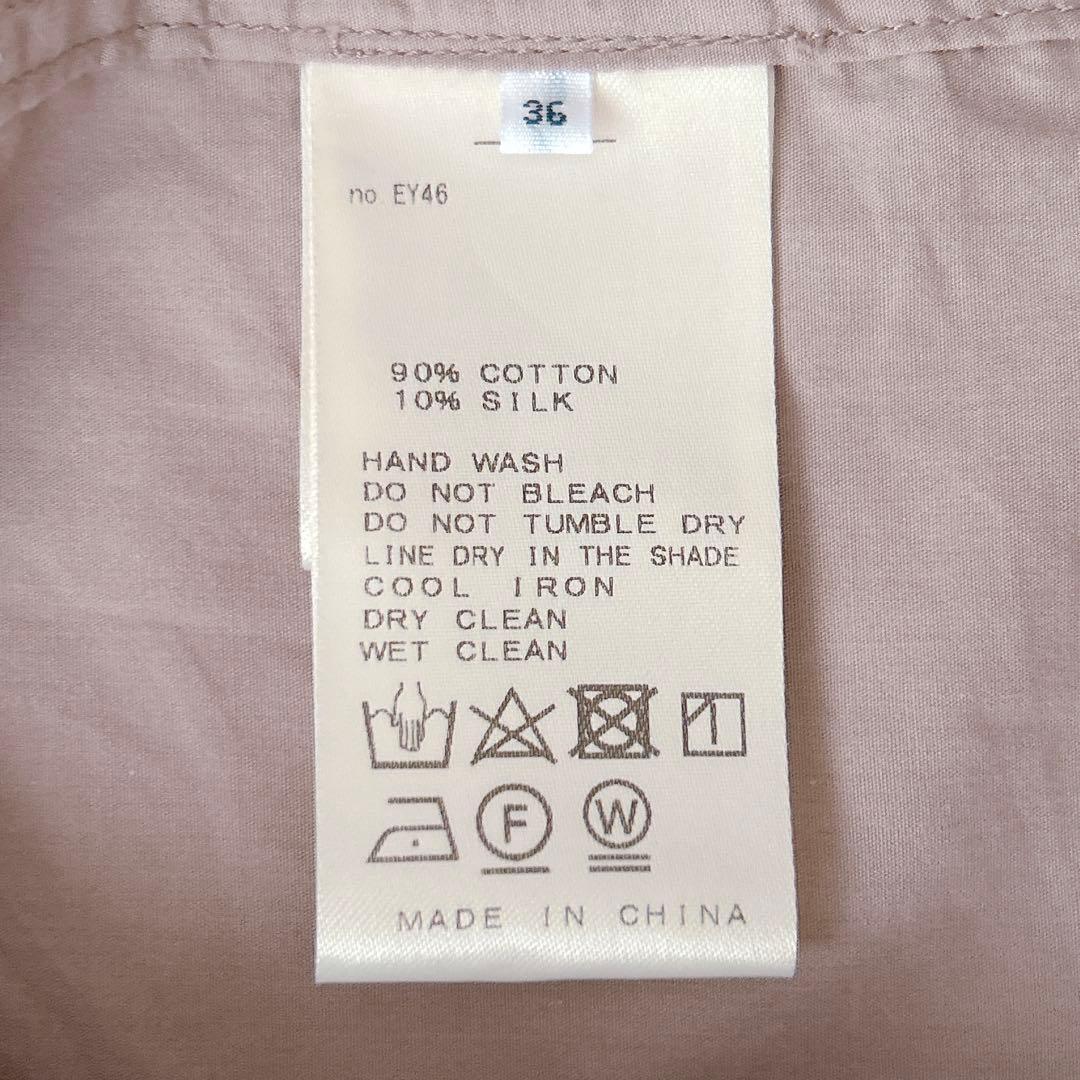 36
no. EY46
90% COTTON
10% SILK
HAND WASH
DO NOT BLEACH
DO NOT TUMBLE DRY
LINE DRY IN THE SHADE
COOL IRON
DRY CLEAN
WET CLEAN
F W
MADE IN CHINA